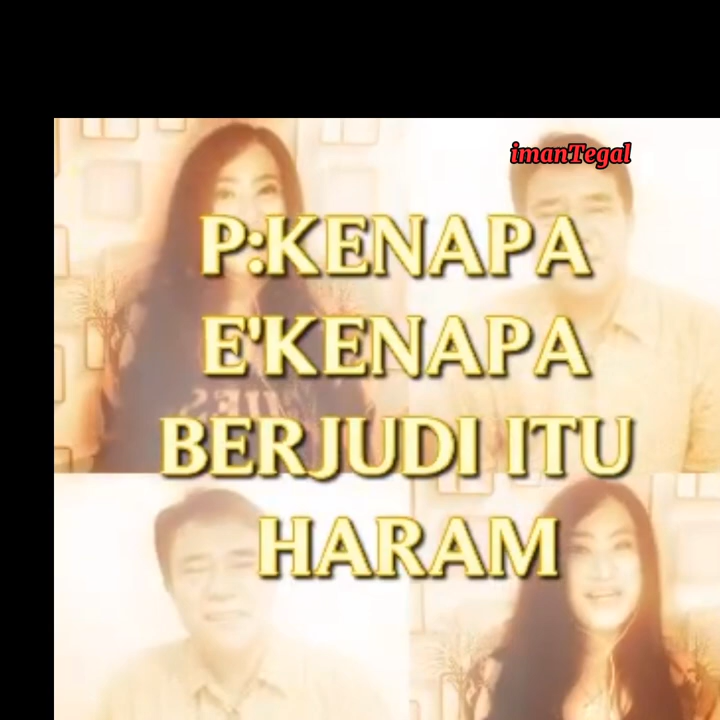 imanTegal
P:KENAPA
E'KENAPA
BERJUDI ITU
HARAM